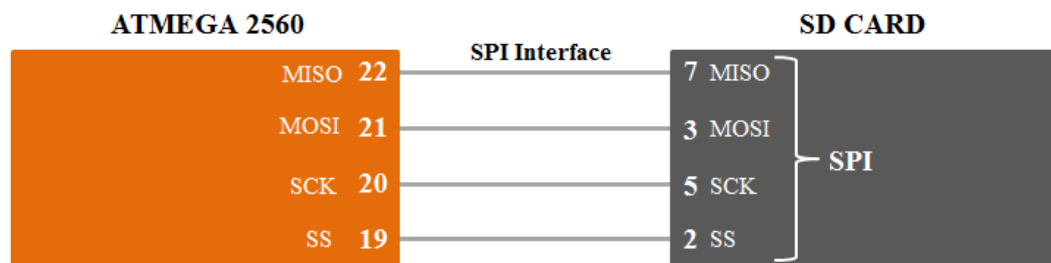 ATMEGA 2560
SPI Interface
SD CARD
MISO 22
7 MISO
MOSI 21
3 MOSI
SCK 20
5 SCK
SS 19
2 SS
SPI